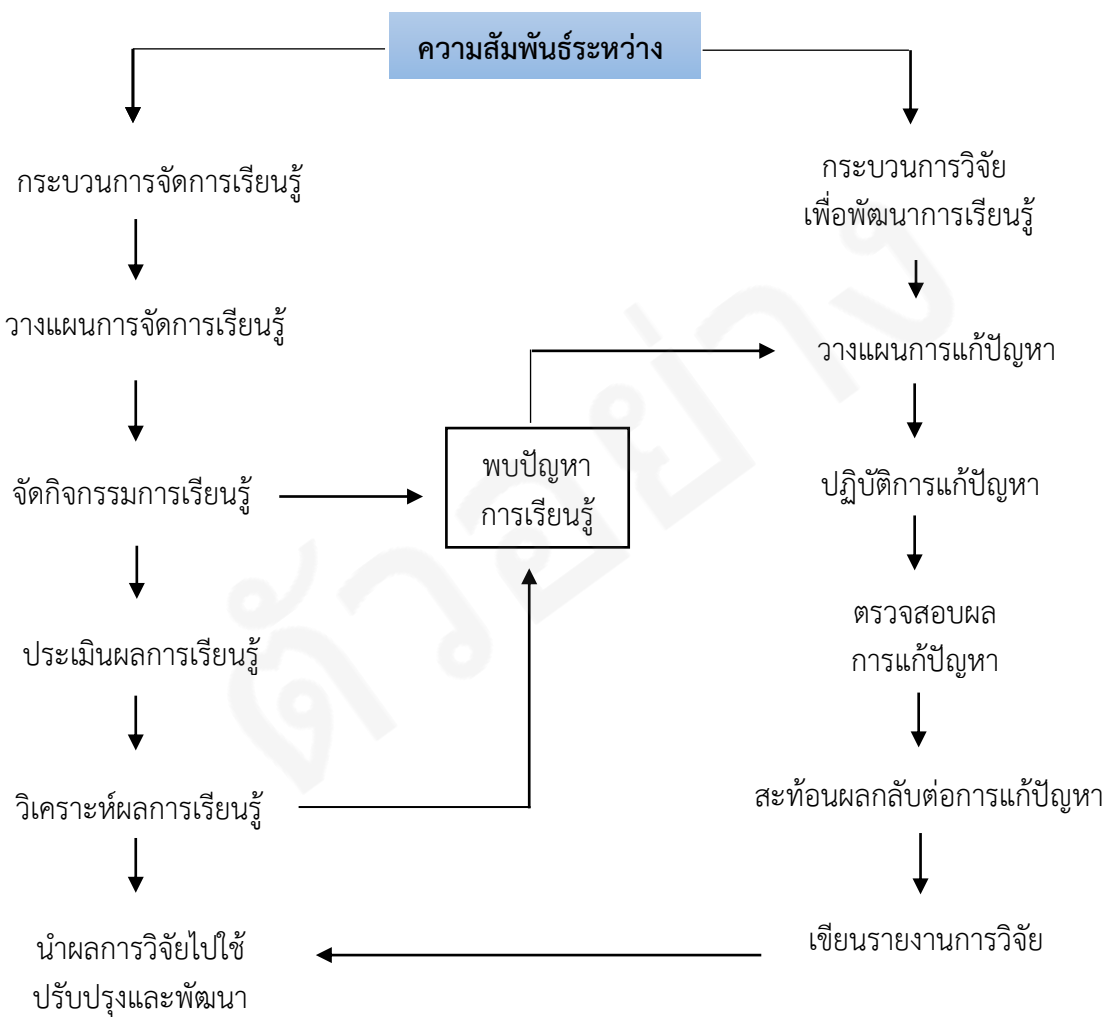 ความสัมพันธ์ระหว่าง
กระบวนการจัดการเรียนรู้
วางแผนการจัดการเรียนรู้
จัดกิจกรรมการเรียนรู้
ประเมินผลการเรียนรู้
วิเคราะห์ผลการเรียนรู้
นำผลการวิจัยไปใช้
ปรับปรุงและพัฒนา
พบปัญหา
การเรียนรู้
กระบวนการวิจัย
เพื่อพัฒนาการเรียนรู้
วางแผนการแก้ปัญหา
ปฏิบัติการแก้ปัญหา
ตรวจสอบผล
การแก้ปัญหา
สะท้อนผลกลับต่อการแก้ปัญหา
เขียนรายงานการวิจัย
ตัวอย่าง